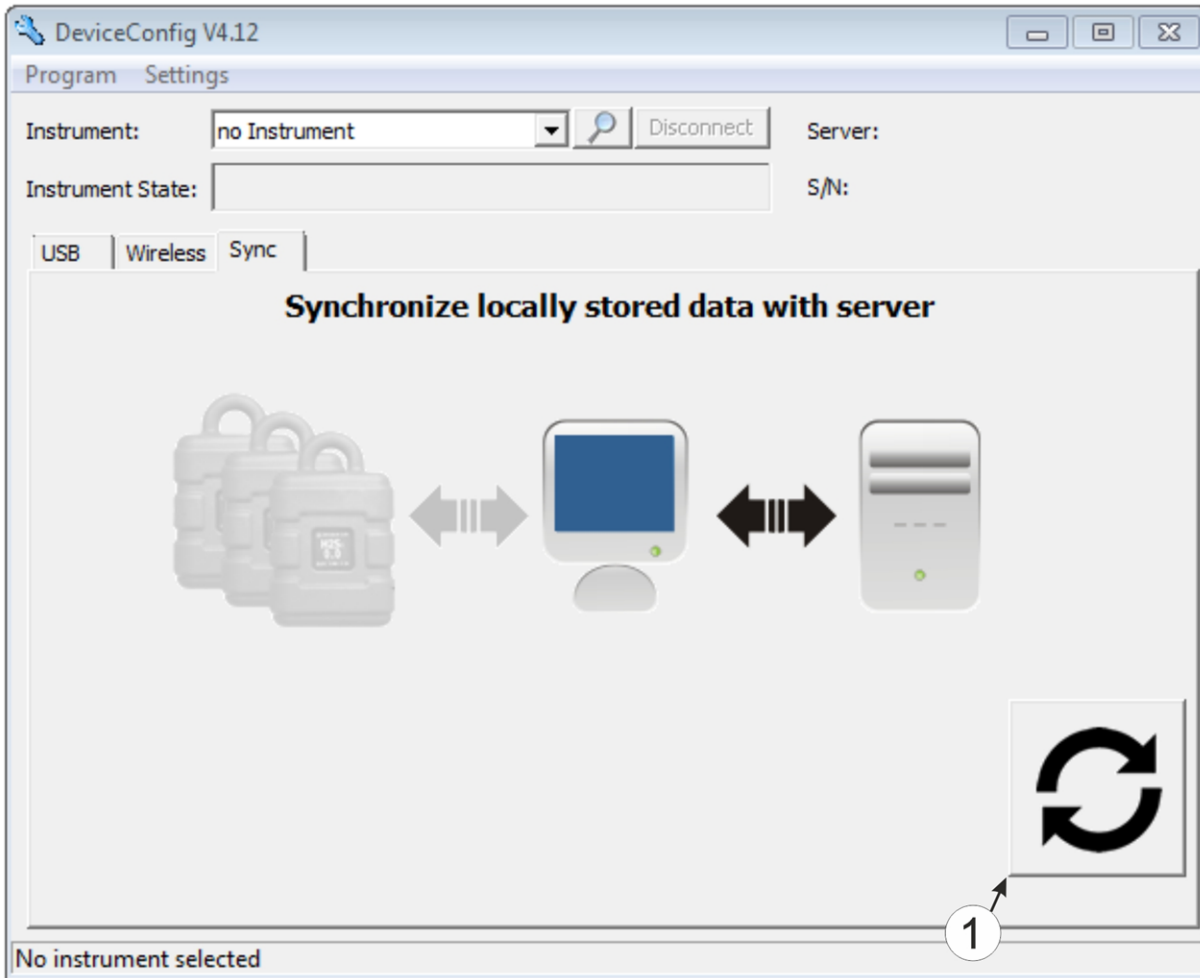 DeviceConfig V4.12
Program Settings
Instrument: no Instrument Disconnect Server:
Instrument State: S/N:
USB Wireless Sync
Synchronize locally stored data with server
1
No instrument selected